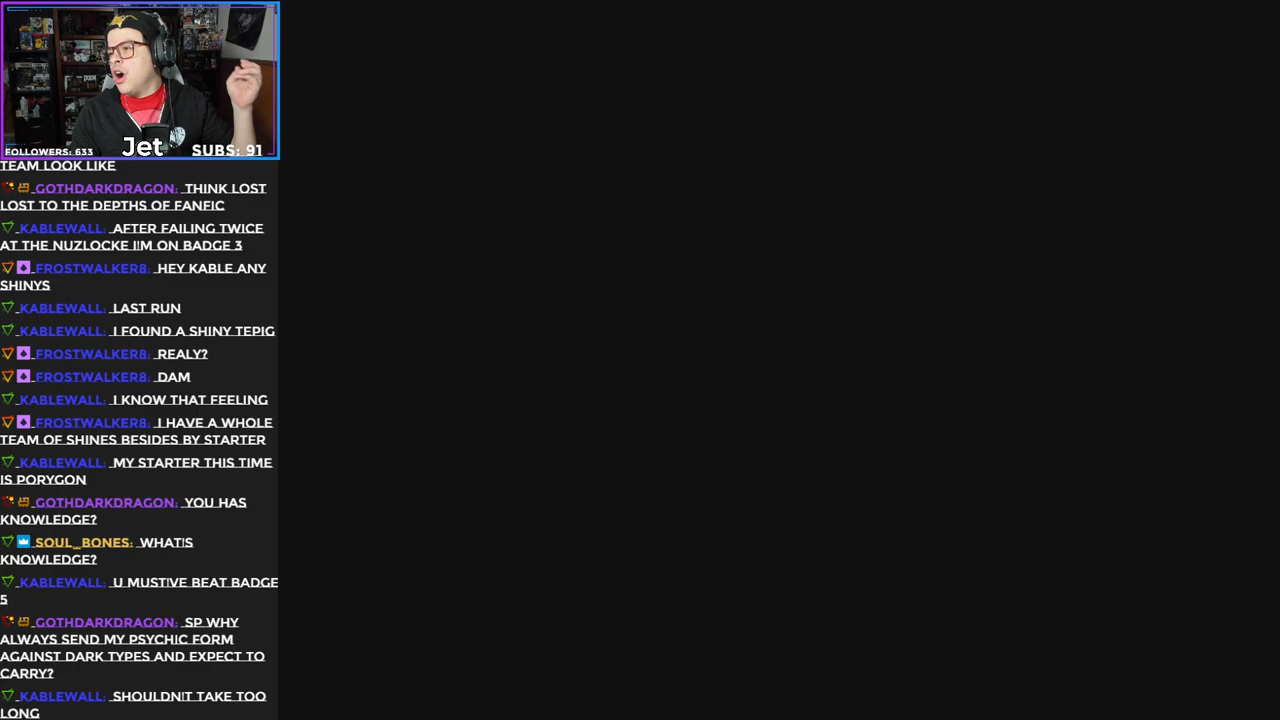 FOLLOWERS: 633
Jet
SUBS: 91
TEAM LOOK LIKE
GOTHDARKDRAGON: THINK LOST
LOST TO THE DEPTHS OF FANFIC
KABLEWALL: AFTER FAILING TWICE
AT THE NUZLOCKE I'M ON BADGE 3
FROSTWALKER8: HEY KABLE ANY
SHINYS
KABLEWALL: LAST RUN
KABLEWALL: I FOUND A SHINY TEPIG
FROSTWALKER8: REALY?
FROSTWALKER8: DAM
KABLEWALL: I KNOW THAT FEELING
FROSTWALKER8: I HAVE A WHOLE
TEAM OF SHINES BESIDES BY STARTER
KABLEWALL: MY STARTER THIS TIME
IS PORYGON
GOTHDARKDRAGON: YOU HAS
KNOWLEDGE?
SOUL_BONES: WHAT'S
KNOWLEDGE?
KABLEWALL: U MUST'VE BEAT BADGE
5
GOTHDARKDRAGON: SP WHY
ALWAYS SEND MY PSYCHIC FORM
AGAINST DARK TYPES AND EXPECT TO
CARRY?
KABLEWALL: SHOULDN'T TAKE TOO
LONG